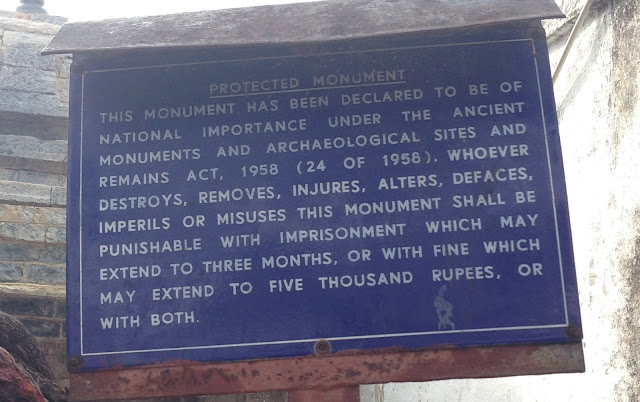 PROTECTED MONUMENT
THIS MONUMENT HAS BEEN DECLARED TO BE OF
NATIONAL IMPORTANCE UNDER THE ANCIENT
MONUMENTS AND ARCHAEOLOGICAL SITES AND
REMAINS ACT, 1958 (24 OF 1958). WHOEVER
DESTROYS, REMOVES, INJURES, ALTERS, DEFACES,
IMPERILS OR MISUSES THIS MONUMENT SHALL BE
PUNISHABLE WITH IMPRISONMENT WHICH MAY
EXTEND TO THREE MONTHS, OR WITH FINE WHICH
MAY EXTEND TO FIVE THOUSAND RUPEES, OR
WITH BOTH.